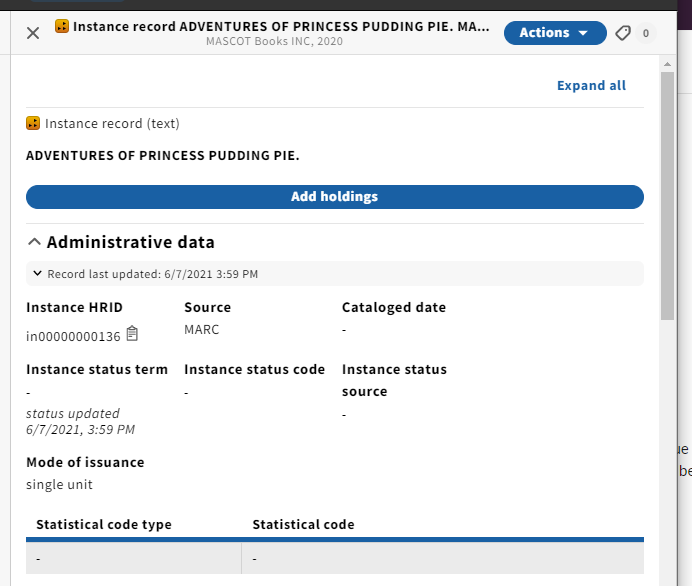 Instance record ADVENTURES OF PRINCESS PUDDING PIE. MA...
MASCOT Books INC, 2020
Actions
0
Expand all
Instance record (text)
ADVENTURES OF PRINCESS PUDDING PIE.
Add holdings
Administrative data
Record last updated: 6/7/2021 3:59 PM
Instance HRID Source Cataloged date
in00000000136 MARC -
Instance status term Instance status code Instance status source
- - -
status updated
6/7/2021, 3:59 PM
Mode of issuance
single unit
Statistical code type Statistical code
- -
be